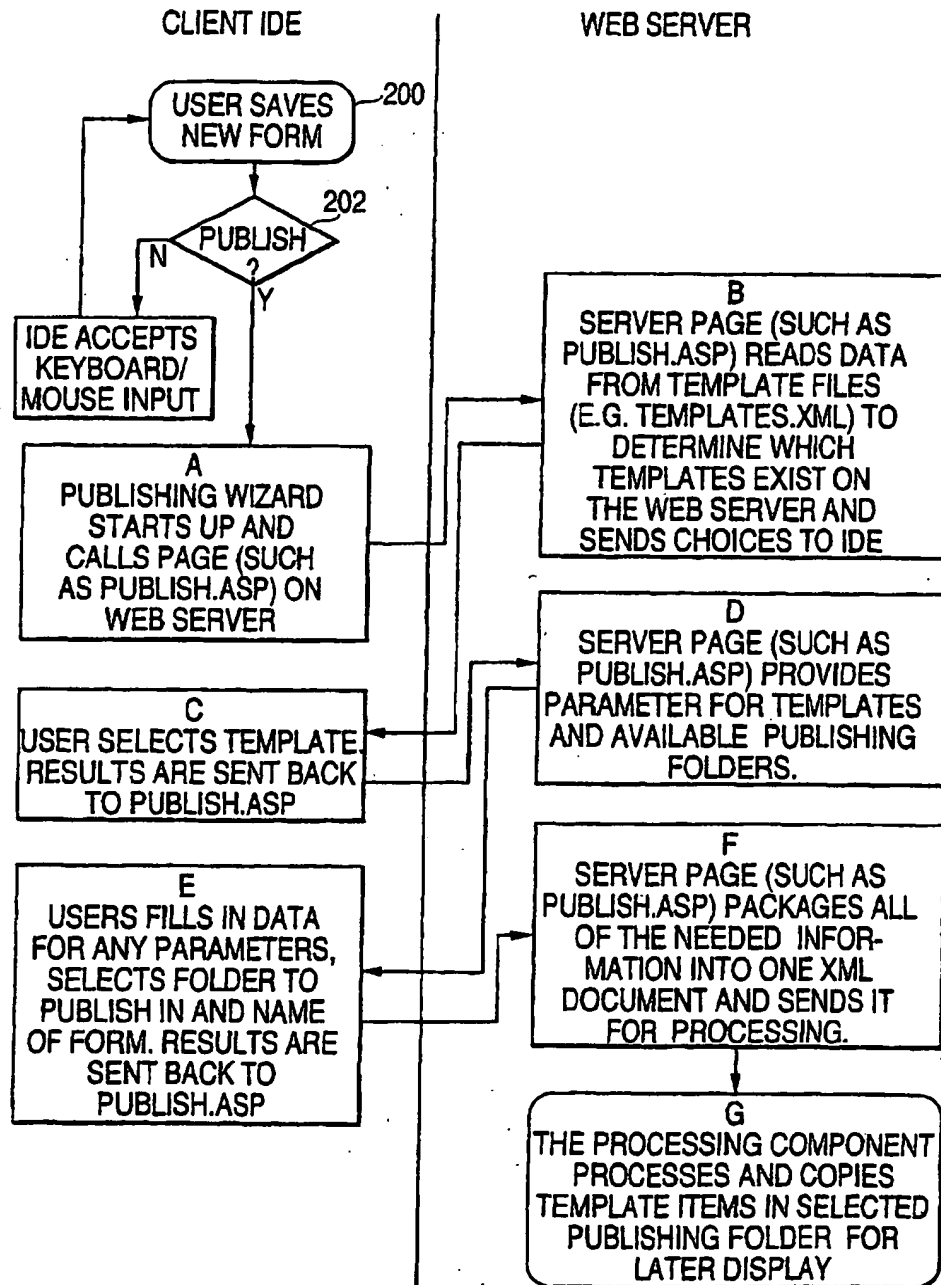 CLIENT IDE
WEB SERVER
USER SAVES
NEW FORM
200
202
PUBLISH
?
N
Y
IDE ACCEPTS
KEYBOARD/
MOUSE INPUT
A
PUBLISHING WIZARD
STARTS UP AND
CALLS PAGE (SUCH
AS PUBLISH.ASP) ON
WEB SERVER
B
SERVER PAGE (SUCH AS
PUBLISH.ASP) READS DATA
FROM TEMPLATE FILES
(E.G. TEMPLATES.XML) TO
DETERMINE WHICH
TEMPLATES EXIST ON
THE WEB SERVER AND
SENDS CHOICES TO IDE
C
USER SELECTS TEMPLATE.
RESULTS ARE SENT BACK
TO PUBLISH.ASP
D
SERVER PAGE (SUCH AS
PUBLISH.ASP) PROVIDES
PARAMETER FOR TEMPLATES
AND AVAILABLE PUBLISHING
FOLDERS.
E
USERS FILLS IN DATA
FOR ANY PARAMETERS,
SELECTS FOLDER TO
PUBLISH IN AND NAME
OF FORM. RESULTS ARE
SENT BACK TO
PUBLISH.ASP
F
SERVER PAGE (SUCH AS
PUBLISH.ASP) PACKAGES ALL
OF THE NEEDED INFOR-
MATION INTO ONE XML
DOCUMENT AND SENDS IT
FOR PROCESSING.
G
THE PROCESSING COMPONENT
PROCESSES AND COPIES
TEMPLATE ITEMS IN SELECTED
PUBLISHING FOLDER FOR
LATER DISPLAY